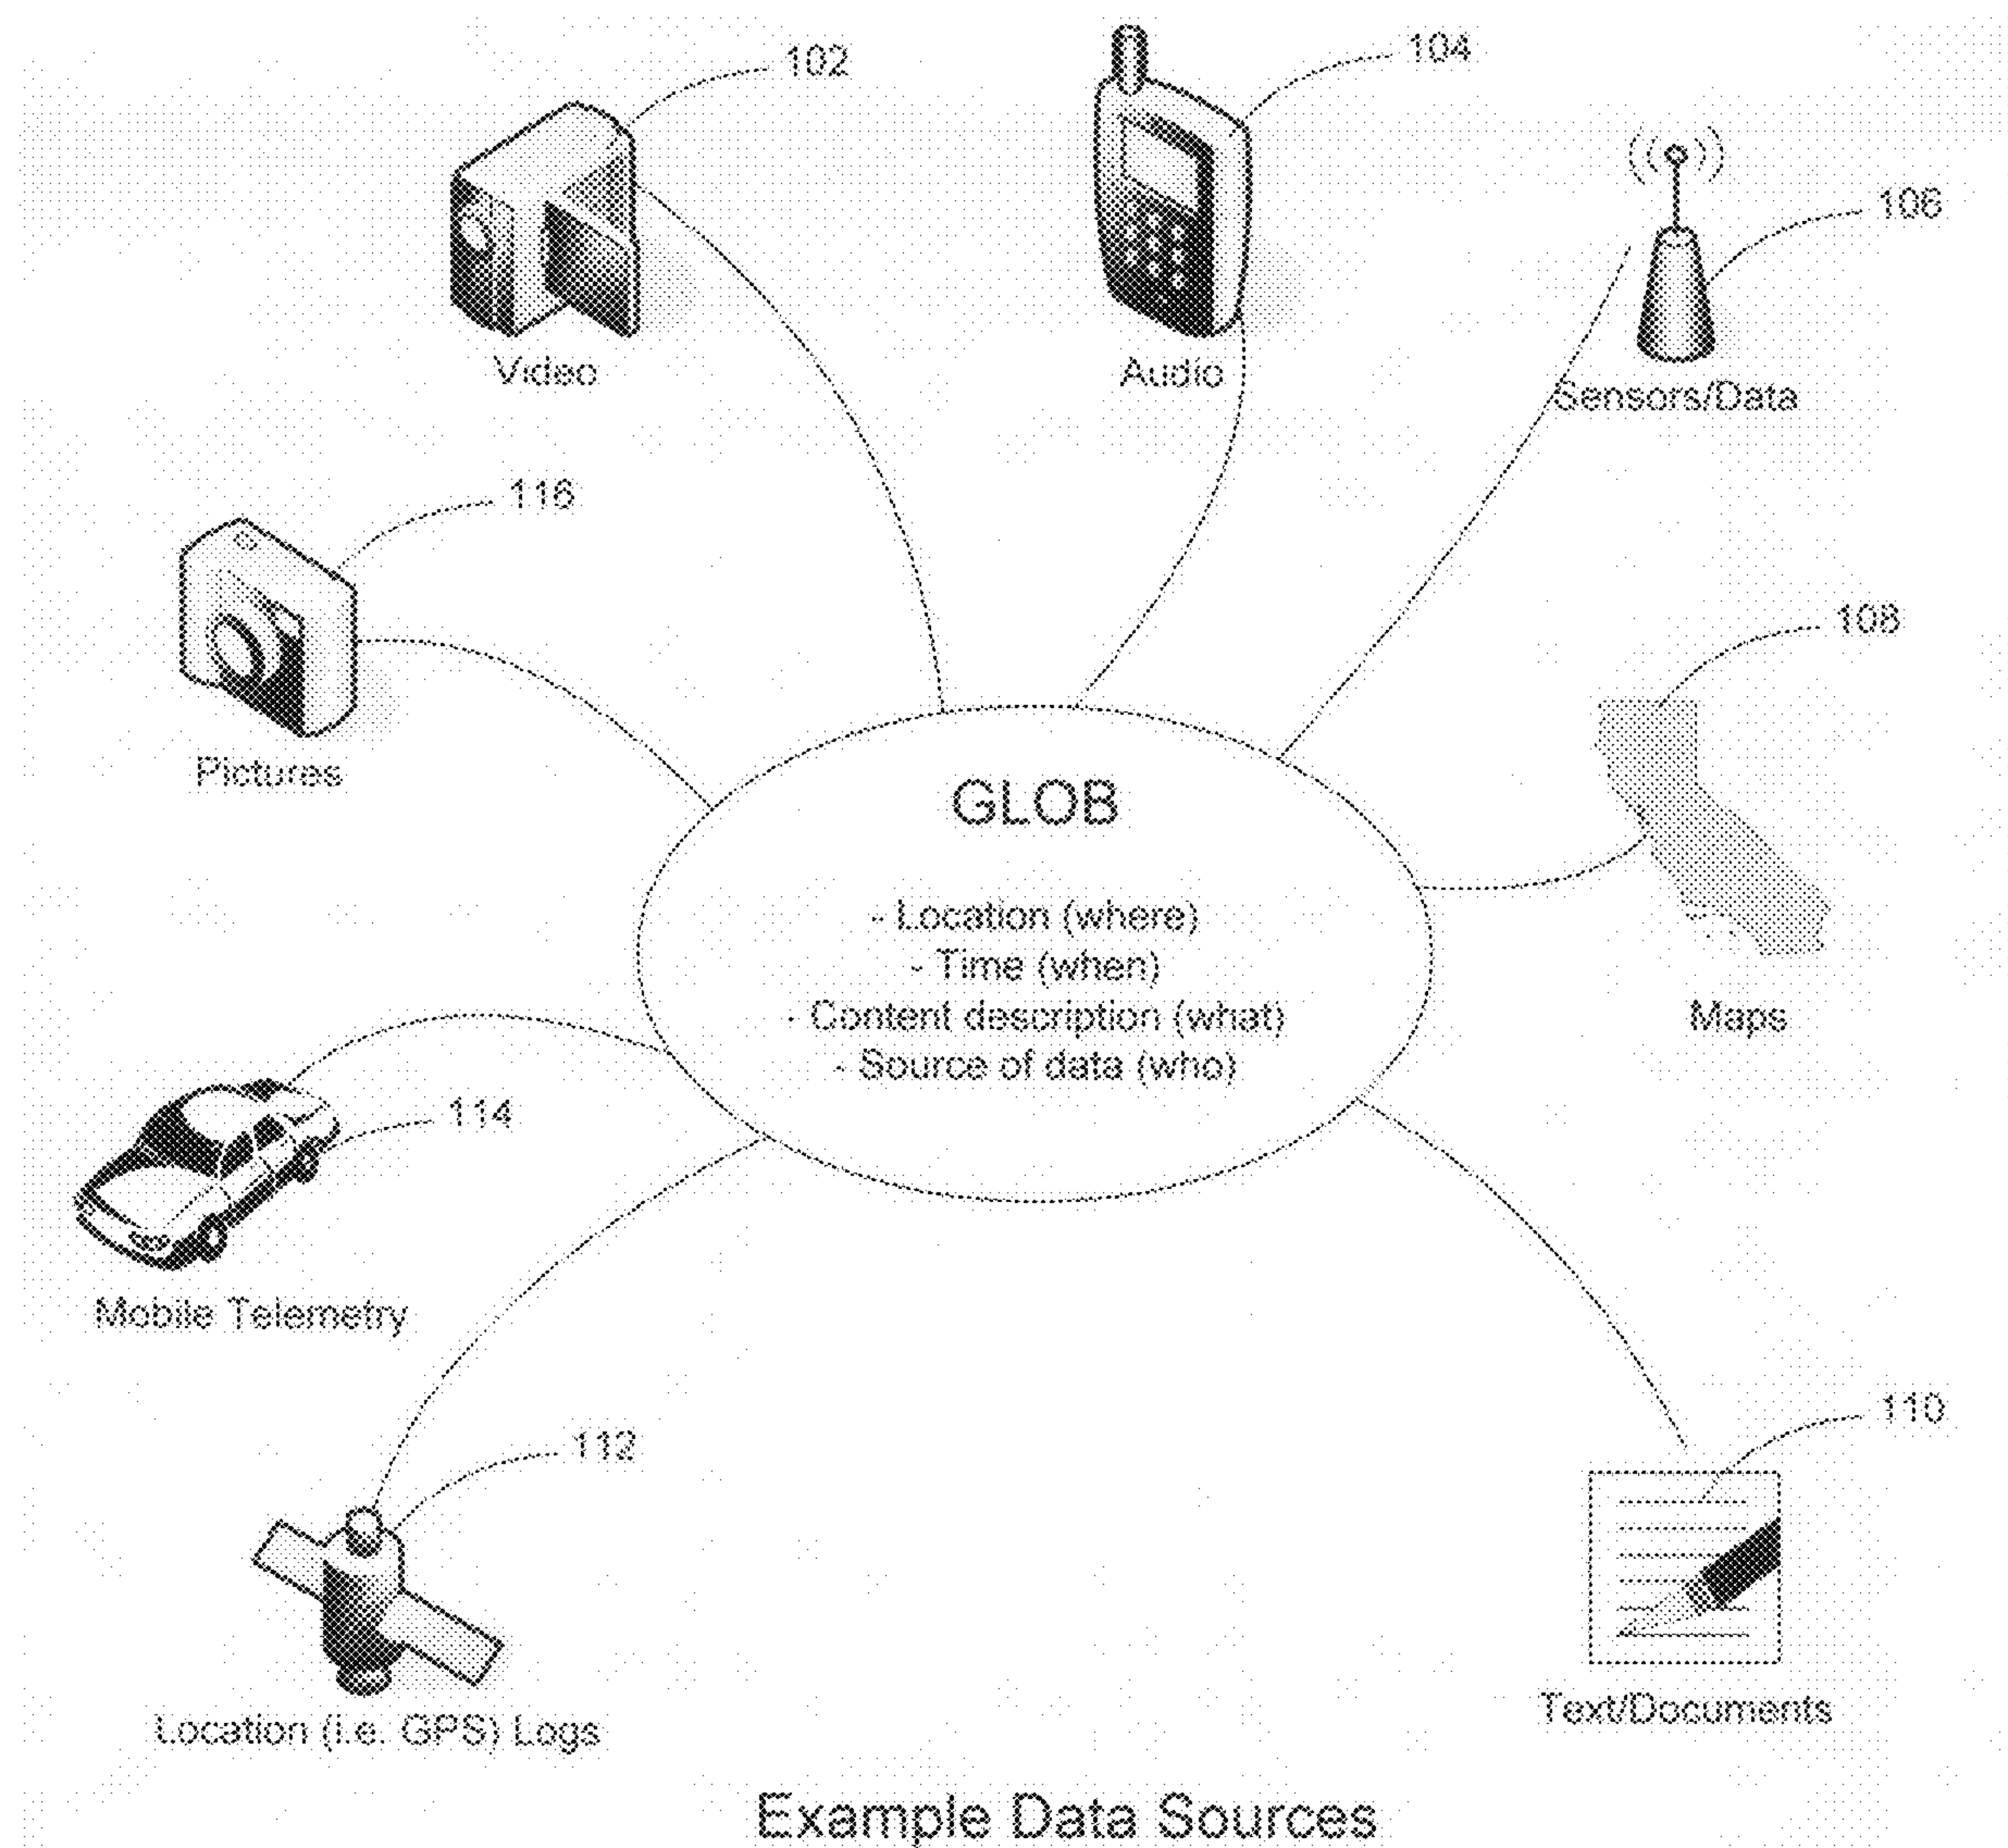 102
104
106
Video
Audio
Sensors/Data
116
108
Pictures
GLOB
- Location (where)
- Time (when)
- Content description (what)
- Source of data (who)
Maps
114
Mobile Telemetry
110
112
Text/Documents
Location (i.e. GPS) Logs
Example Data Sources